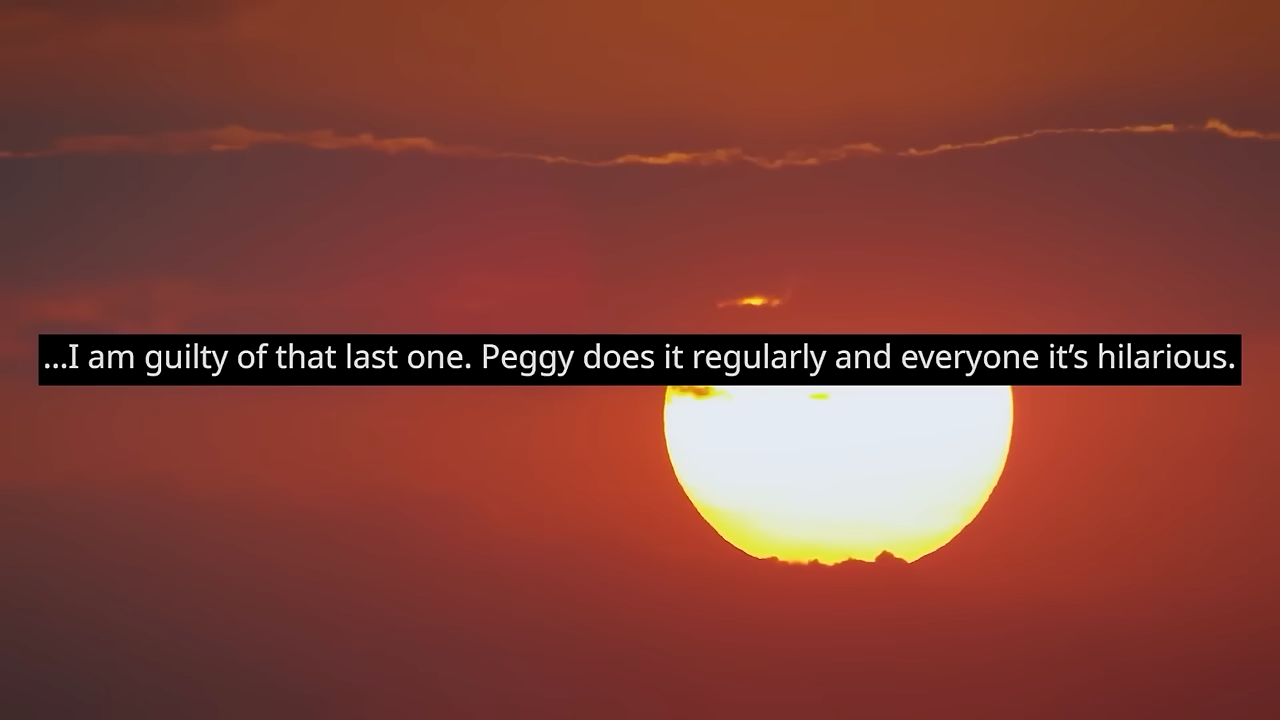 …I am guilty of that last one. Peggy does it regularly and everyone it’s hilarious.